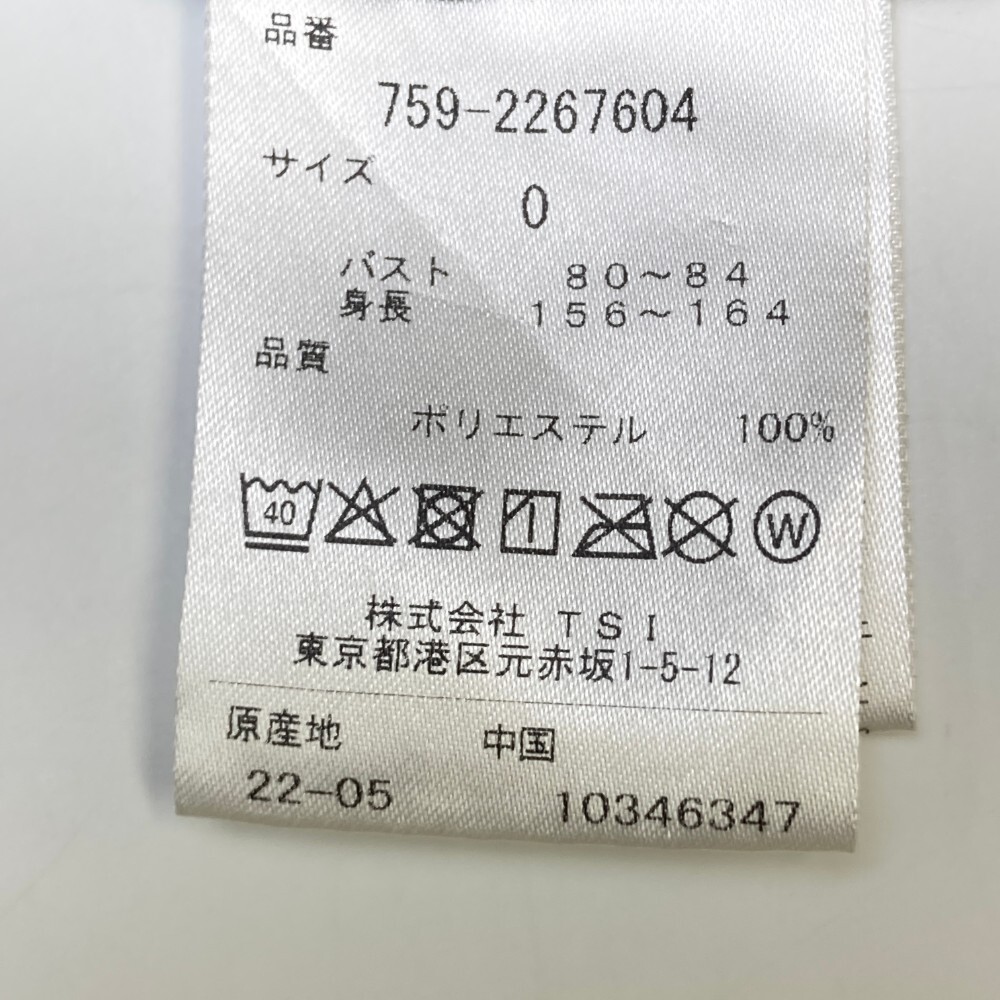 品番
759-2267604
サイズ
0
バスト 80〜84
身長 156〜164
品質
ポリエステル 100%
40 W
株式会社 TSI
東京都港区元赤坂1-5-12
原産地 中国
22-05 10346347